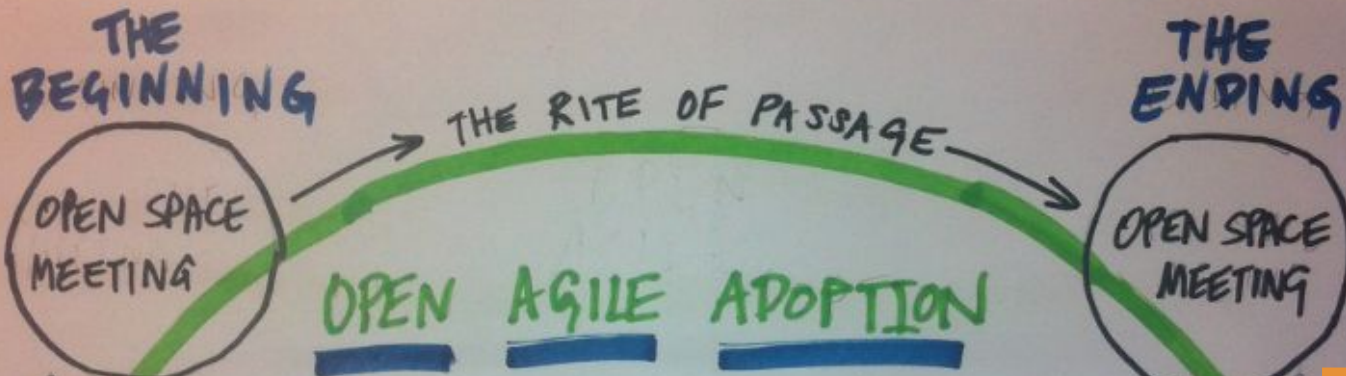 THE
BEGINNING
THE
ENDING
THE RITE OF PASSAGE
OPEN SPACE
MEETING
OPEN SPACE
MEETING
OPEN AGILE ADOPTION